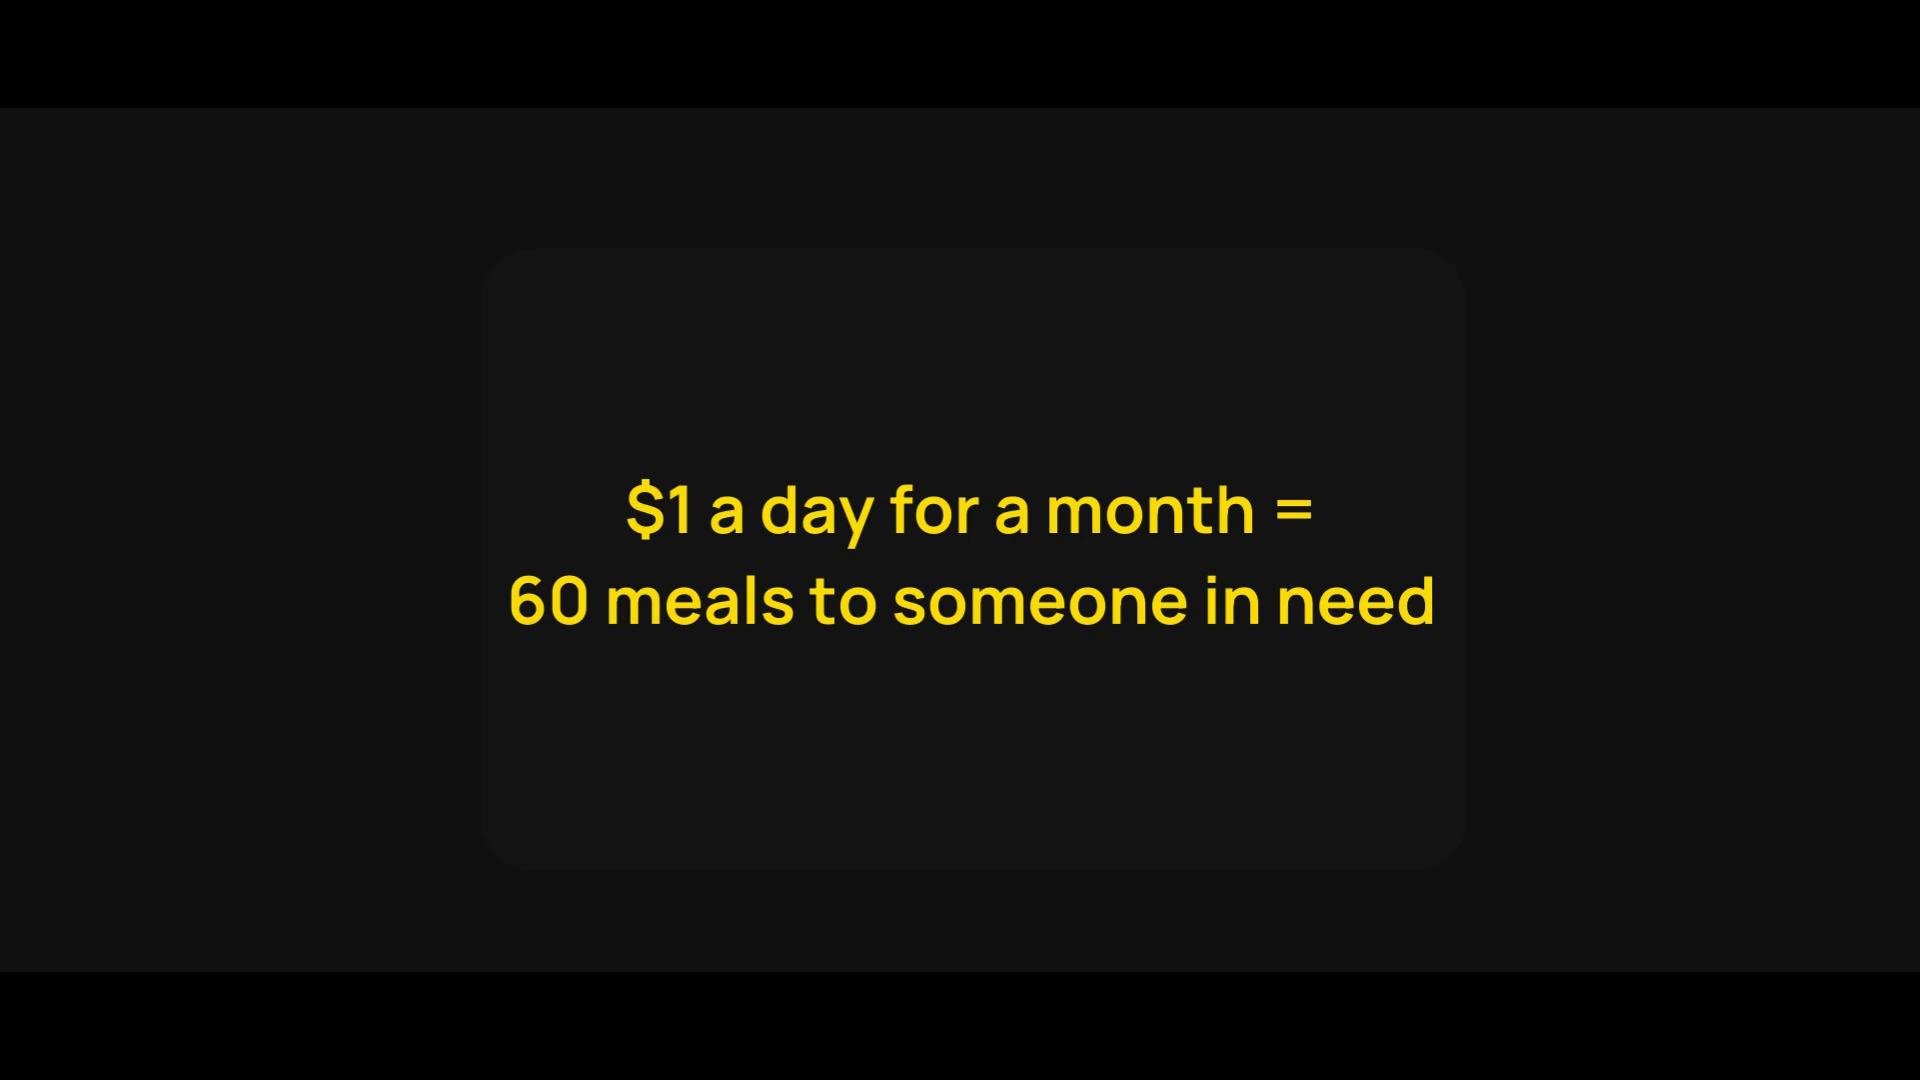 $1 a day for a month =
60 meals to someone in need